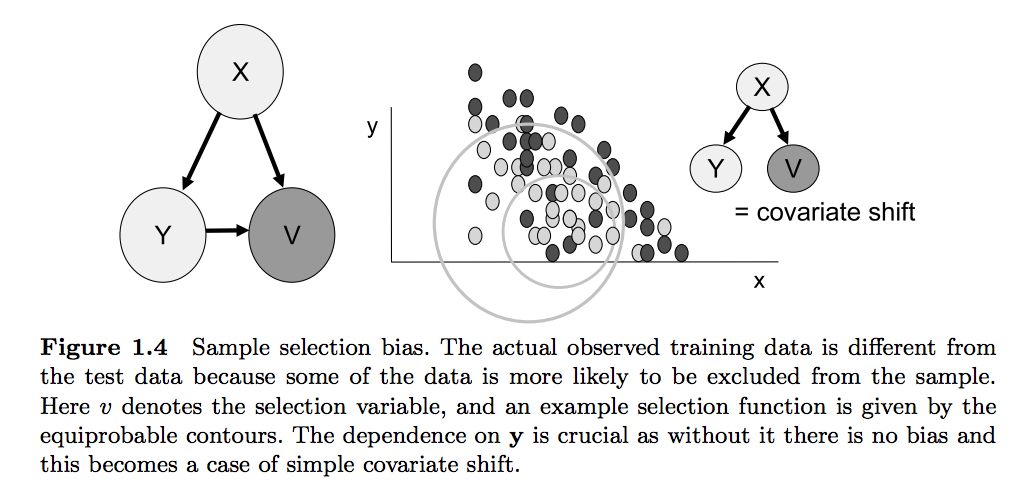 X
Y
V
y
x
X
Y
V
= covariate shift
Figure 1.4 Sample selection bias. The actual observed training data is different from
the test data because some of the data is more likely to be excluded from the sample.
Here v denotes the selection variable, and an example selection function is given by the
equiprobable contours. The dependence on y is crucial as without it there is no bias and
this becomes a case of simple covariate shift.